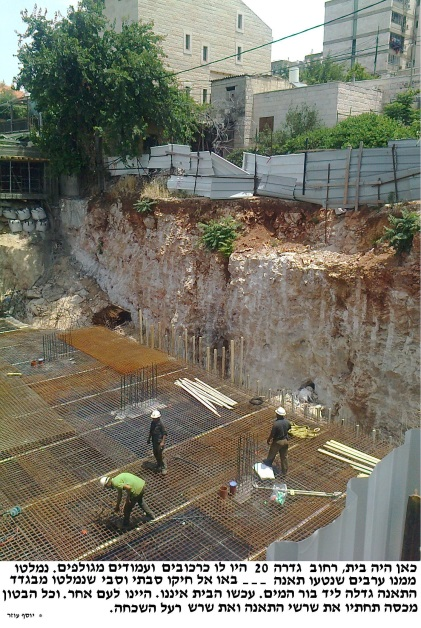 כאן היה בית, רחוב גדרה 20 היו לו כרכובים ועמודים מגולפים. נמלטו
ממנו ערבים שנטעו תאנה ___ באו אל חיקו סבתי וסבי שנמלטו מבגדד
התאנה גדלה ליד בור המים. עכשו הבית איננו. היינו לעם אחר. וכל הבטון
מכסה תחתיו את שרשי התאנה ואת שרש רעל השכחה.
* יוסף עוזר